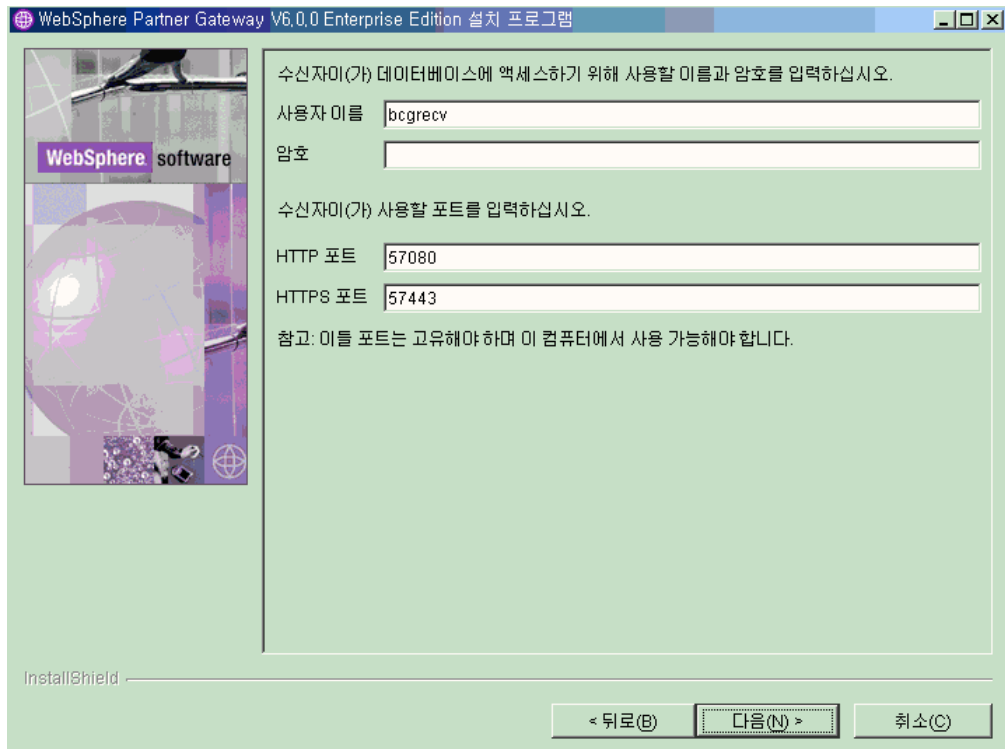 WebSphere Partner Gateway V6,0,0 Enterprise Edition 설치 프로그램
WebSphere software
수신자이(가) 데이터베이스에 액세스하기 위해 사용할 이름과 암호를 입력하십시오.
사용자 이름 bcgrecv
암호
수신자이(가) 사용할 포트를 입력하십시오.
HTTP 포트 57080
HTTPS 포트 57443
참고: 이들 포트는 고유해야 하며 이 컴퓨터에서 사용 가능해야 합니다.
InstallShield
< 뒤로(B) 다음(N) > 취소(C)